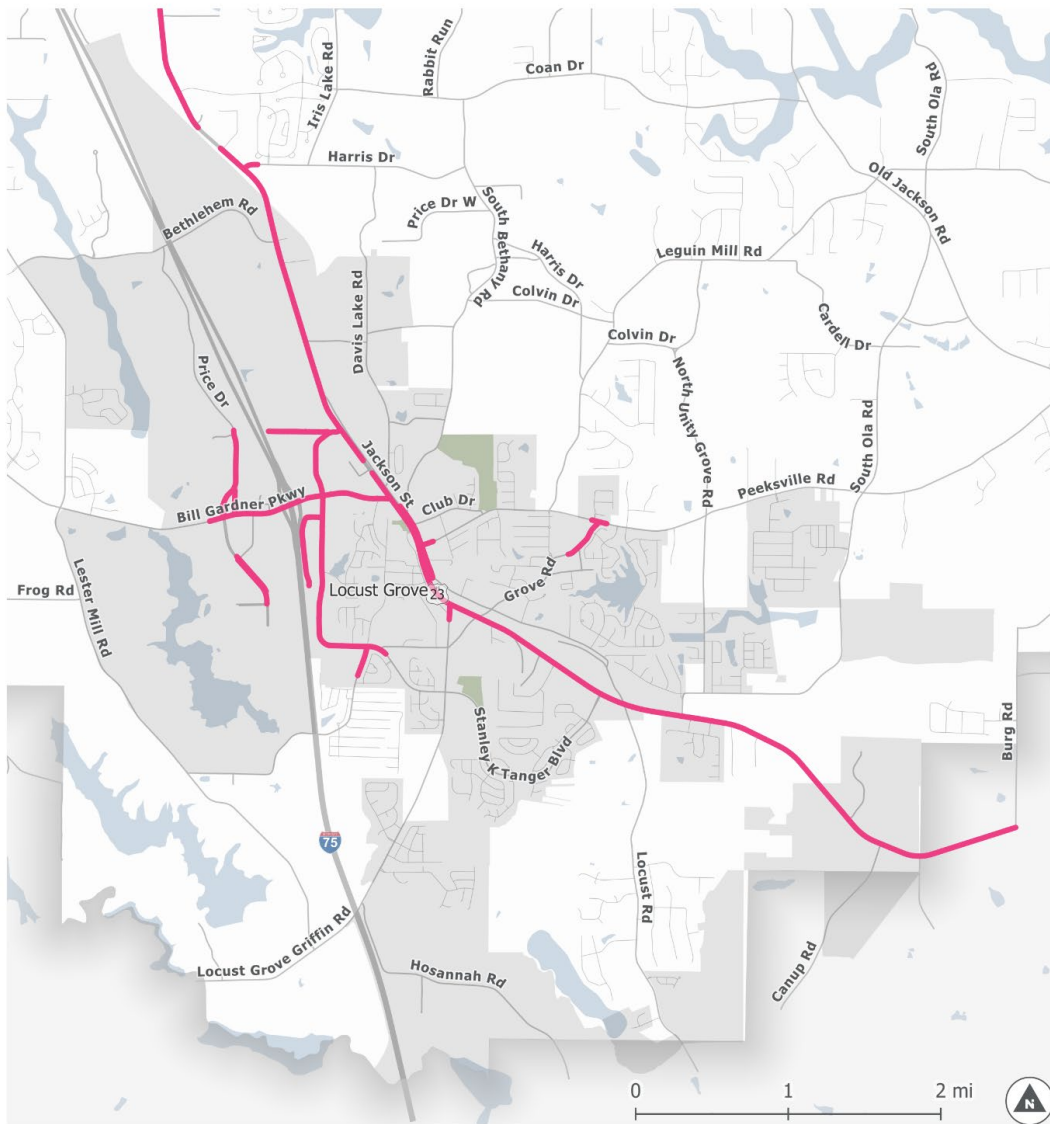 Rabbit Run
Iris Lake Rd
Coan Dr
South Ola Rd
Harris Dr
Old Jackson Rd
Bethlehem Rd
Price Dr W
South Bethany Rd
Harris Dr
Leguin Mill Rd
Colvin Dr
Davis Lake Rd
Colvin Dr
Cardell Dr
Price Dr
North Unity Grove Rd
South Ola Rd
Jackson St
Peeksville Rd
Bill Gardner Pkwy
Club Dr
Frog Rd
Lester Mill Rd
Locust Grove
23
Grove Rd
Stanley K Tanger Blvd
Burg Rd
75
Locust Rd
Locust Grove Griffin Rd
Hosannah Rd
Canup Rd
0 1 2 mi
N